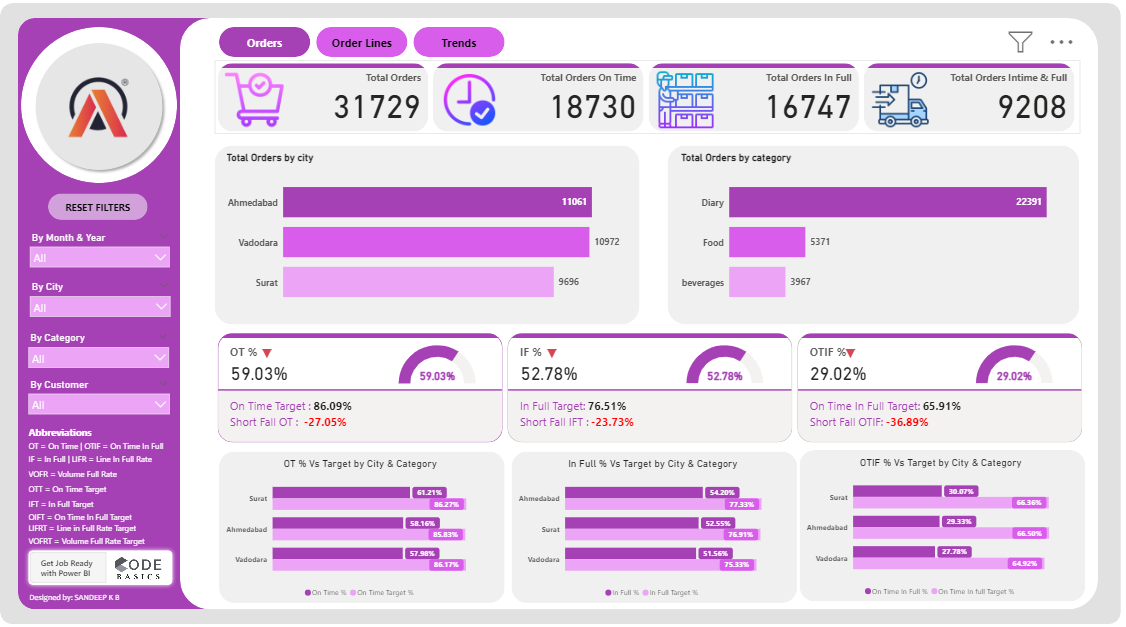 Orders
Order Lines
Trends
Total Orders
31729
Total Orders On Time
18730
Total Orders In Full
16747
Total Orders Intime & Full
9208
®
RESET FILTERS
By Month & Year
All
By City
All
By Category
All
By Customer
All
Abbreviations
OT = On Time | OTIF = On Time In Full
IF = In Full | LIFR = Line In Full Rate
VOFR = Volume Full Rate
OTT = On Time Target
IFT = In Full Target
OIFT = On Time In Full Target
LIFRT = Line in Full Rate Target
VOFRT = Volume Full Rate Target
Get Job Ready
with Power BI
CODE
BASICS
Designed by: SANDEEP K B
Total Orders by city
Ahmedabad 11061
Vadodara 10972
Surat 9696
Total Orders by category
Diary 22391
Food 5371
beverages 3967
OT %
59.03%
59.03%
On Time Target : 86.09%
Short Fall OT : -27.05%
IF %
52.78%
52.78%
In Full Target: 76.51%
Short Fall IFT : -23.73%
OTIF %
29.02%
29.02%
On Time In Full Target: 65.91%
Short Fall OTIF: -36.89%
OT % Vs Target by City & Category
Surat 61.21%
86.27%
Ahmedabad 58.16%
85.83%
Vadodara 57.98%
86.17%
On Time % On Time Target %
In Full % Vs Target by City & Category
Ahmedabad 54.20%
77.33%
Surat 52.55%
76.91%
Vadodara 51.56%
75.33%
In Full % In Full Target %
OTIF % Vs Target by City & Category
Surat 30.07%
66.36%
Ahmedabad 29.33%
66.50%
Vadodara 27.78%
64.92%
On Time In Full % On Time In full Target %